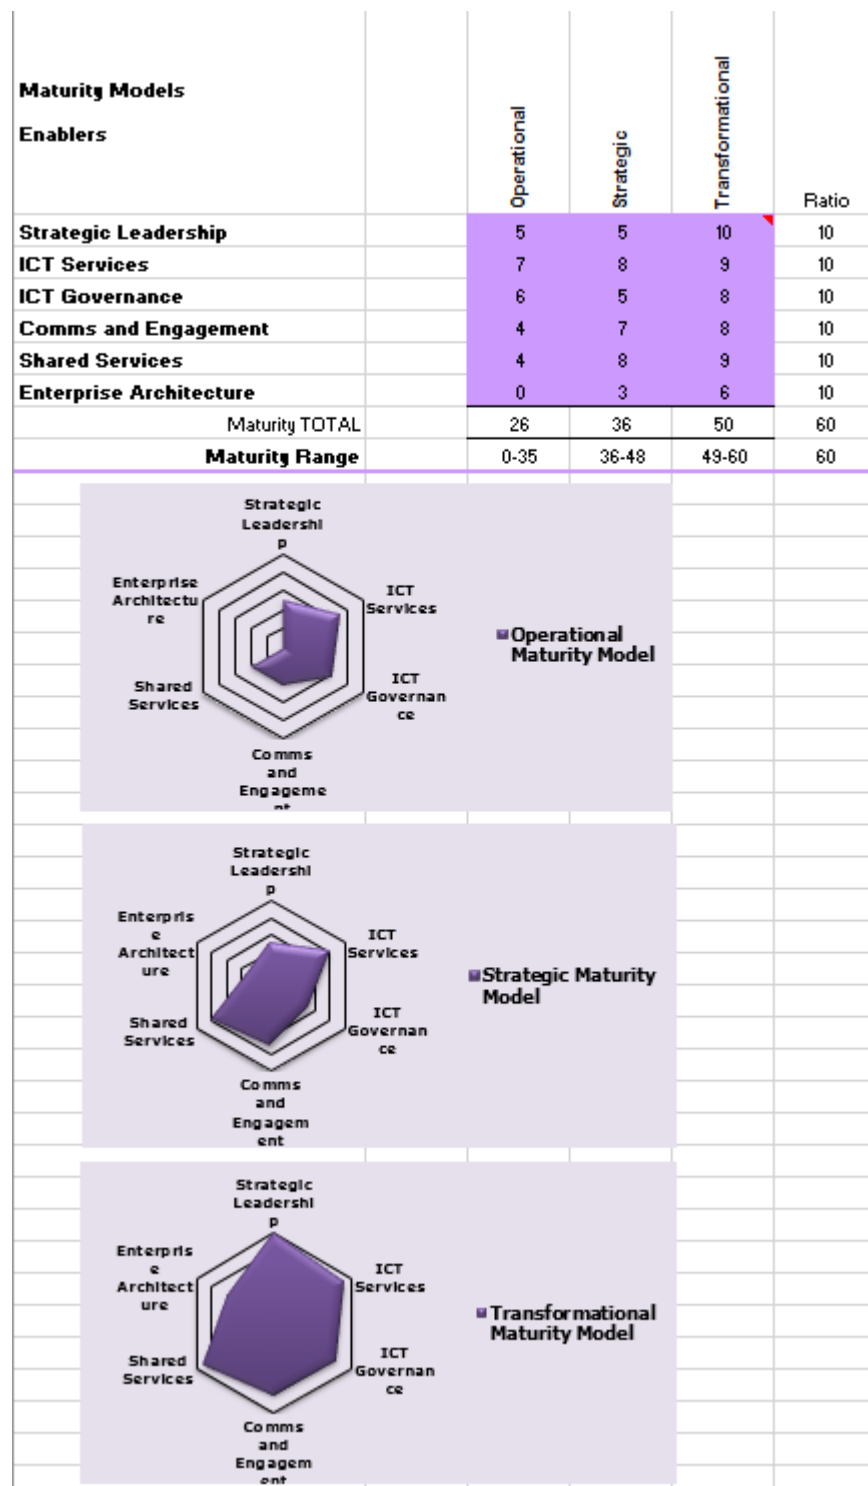 Maturity Models
Enablers
Operational
Strategic
Transformational
Ratio
Strategic Leadership 5 5 10 10
ICT Services 7 8 9 10
ICT Governance 6 5 8 10
Comms and Engagement 4 7 8 10
Shared Services 4 8 9 10
Enterprise Architecture 0 3 6 10
Maturity TOTAL 26 36 50 60
Maturity Range 0-35 36-48 49-60 60
Strategic
Leadershi
p
ICT
Services
ICT
Governan
ce
Comms
and
Engageme
nt
Shared
Services
Enterprise
Architectu
re
Operational
Maturity Model
Strategic
Leadershi
p
ICT
Services
ICT
Governan
ce
Comms
and
Engagem
ent
Shared
Services
Enterpris
e
Architect
ure
Strategic Maturity
Model
Strategic
Leadershi
p
ICT
Services
ICT
Governan
ce
Comms
and
Engagem
ent
Shared
Services
Enterpris
e
Architect
ure
Transformational
Maturity Model